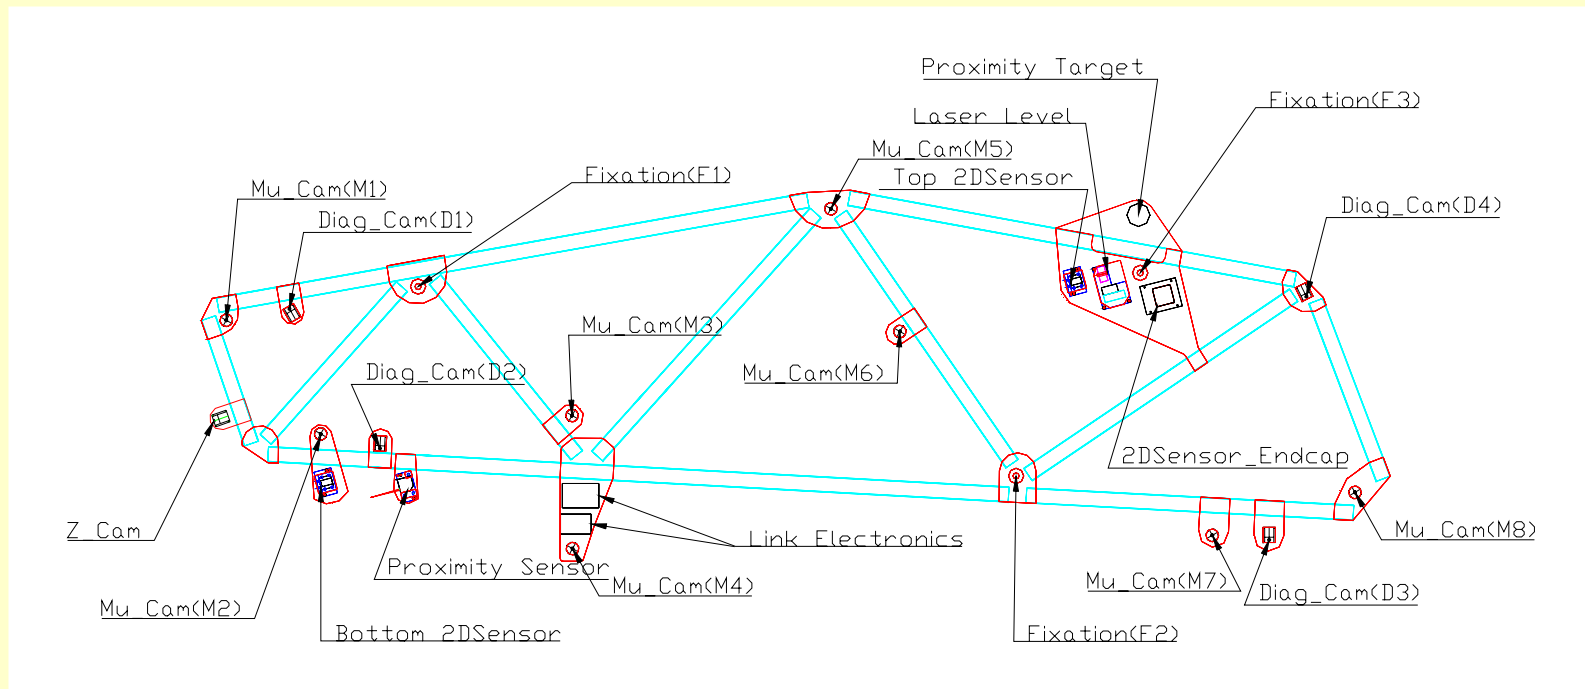 Proximity Target
Fixation(F3)
Laser Level
Mu_Cam(M5)
Fixation(F1)
Top 2DSensor
Mu_Cam(M1)
Diag_Cam(D4)
Diag_Cam(D1)
Mu_Cam(M3)
Diag_Cam(D2)
Mu_Cam(M6)
2DSensor_Endcap
Z_Cam
Link Electronics
Mu_Cam(M8)
Proximity Sensor
Mu_Cam(M7)
Mu_Cam(M4)
Diag_Cam(D3)
Mu_Cam(M2)
Bottom 2DSensor
Fixation(F2)